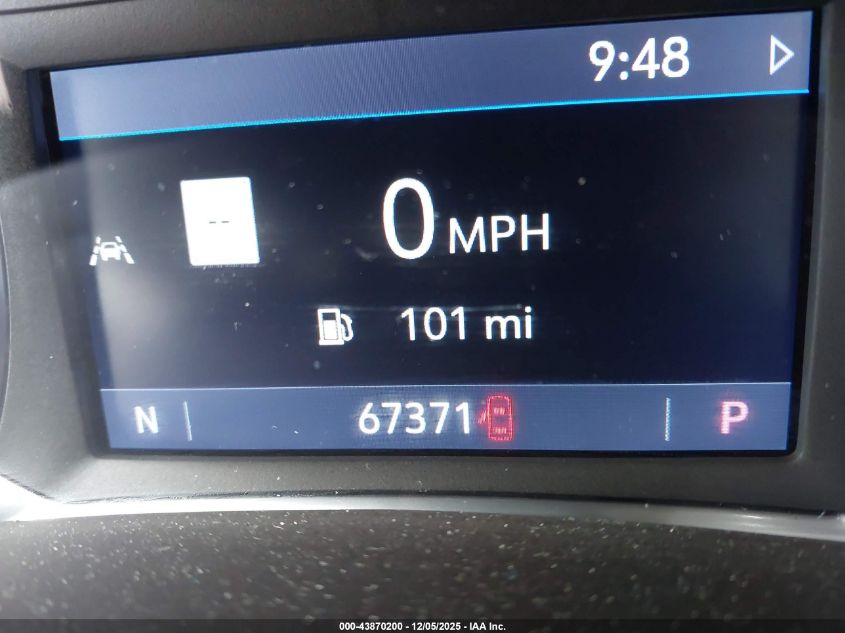 9:48
--
0 MPH
101 mi
N 67371 P
000-43870200 - 12/05/2025 - IAA Inc.